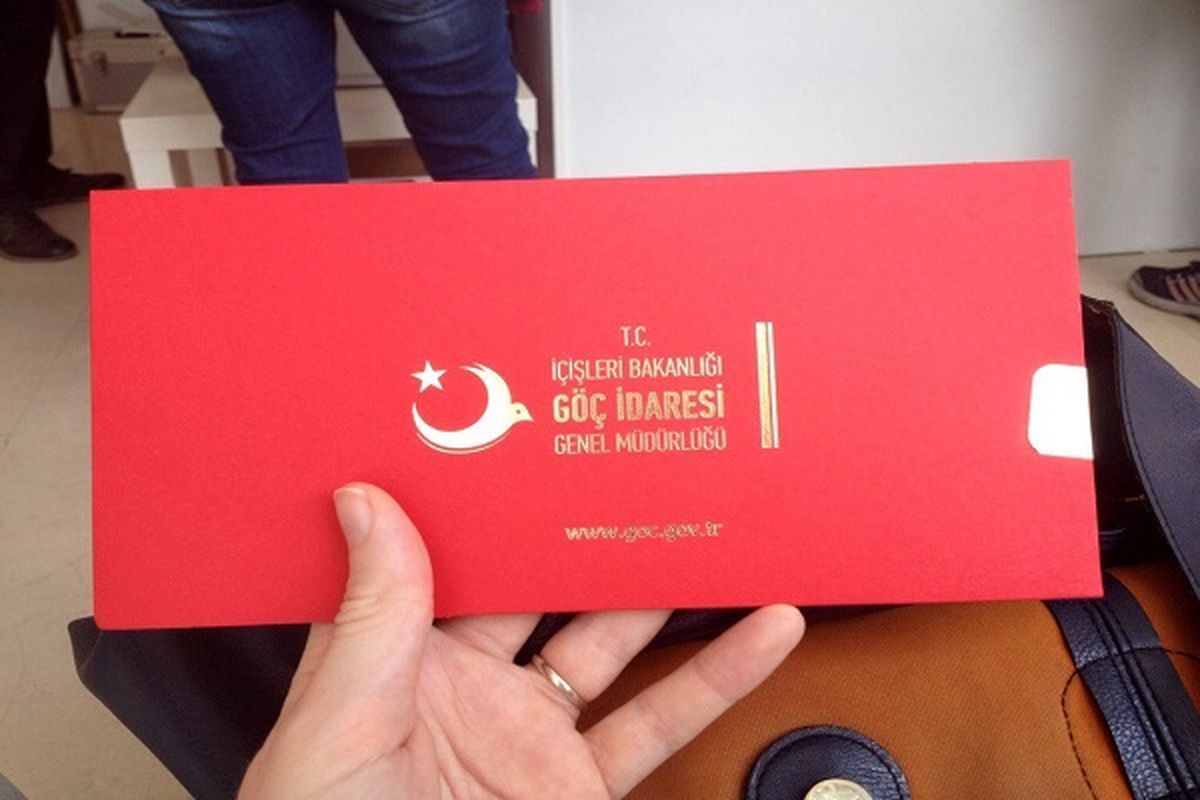 T.C.
İÇİŞLERİ BAKANLIĞI
GÖÇ İDARESİ
GENEL MÜDÜRLÜĞÜ
www.goc.gov.tr